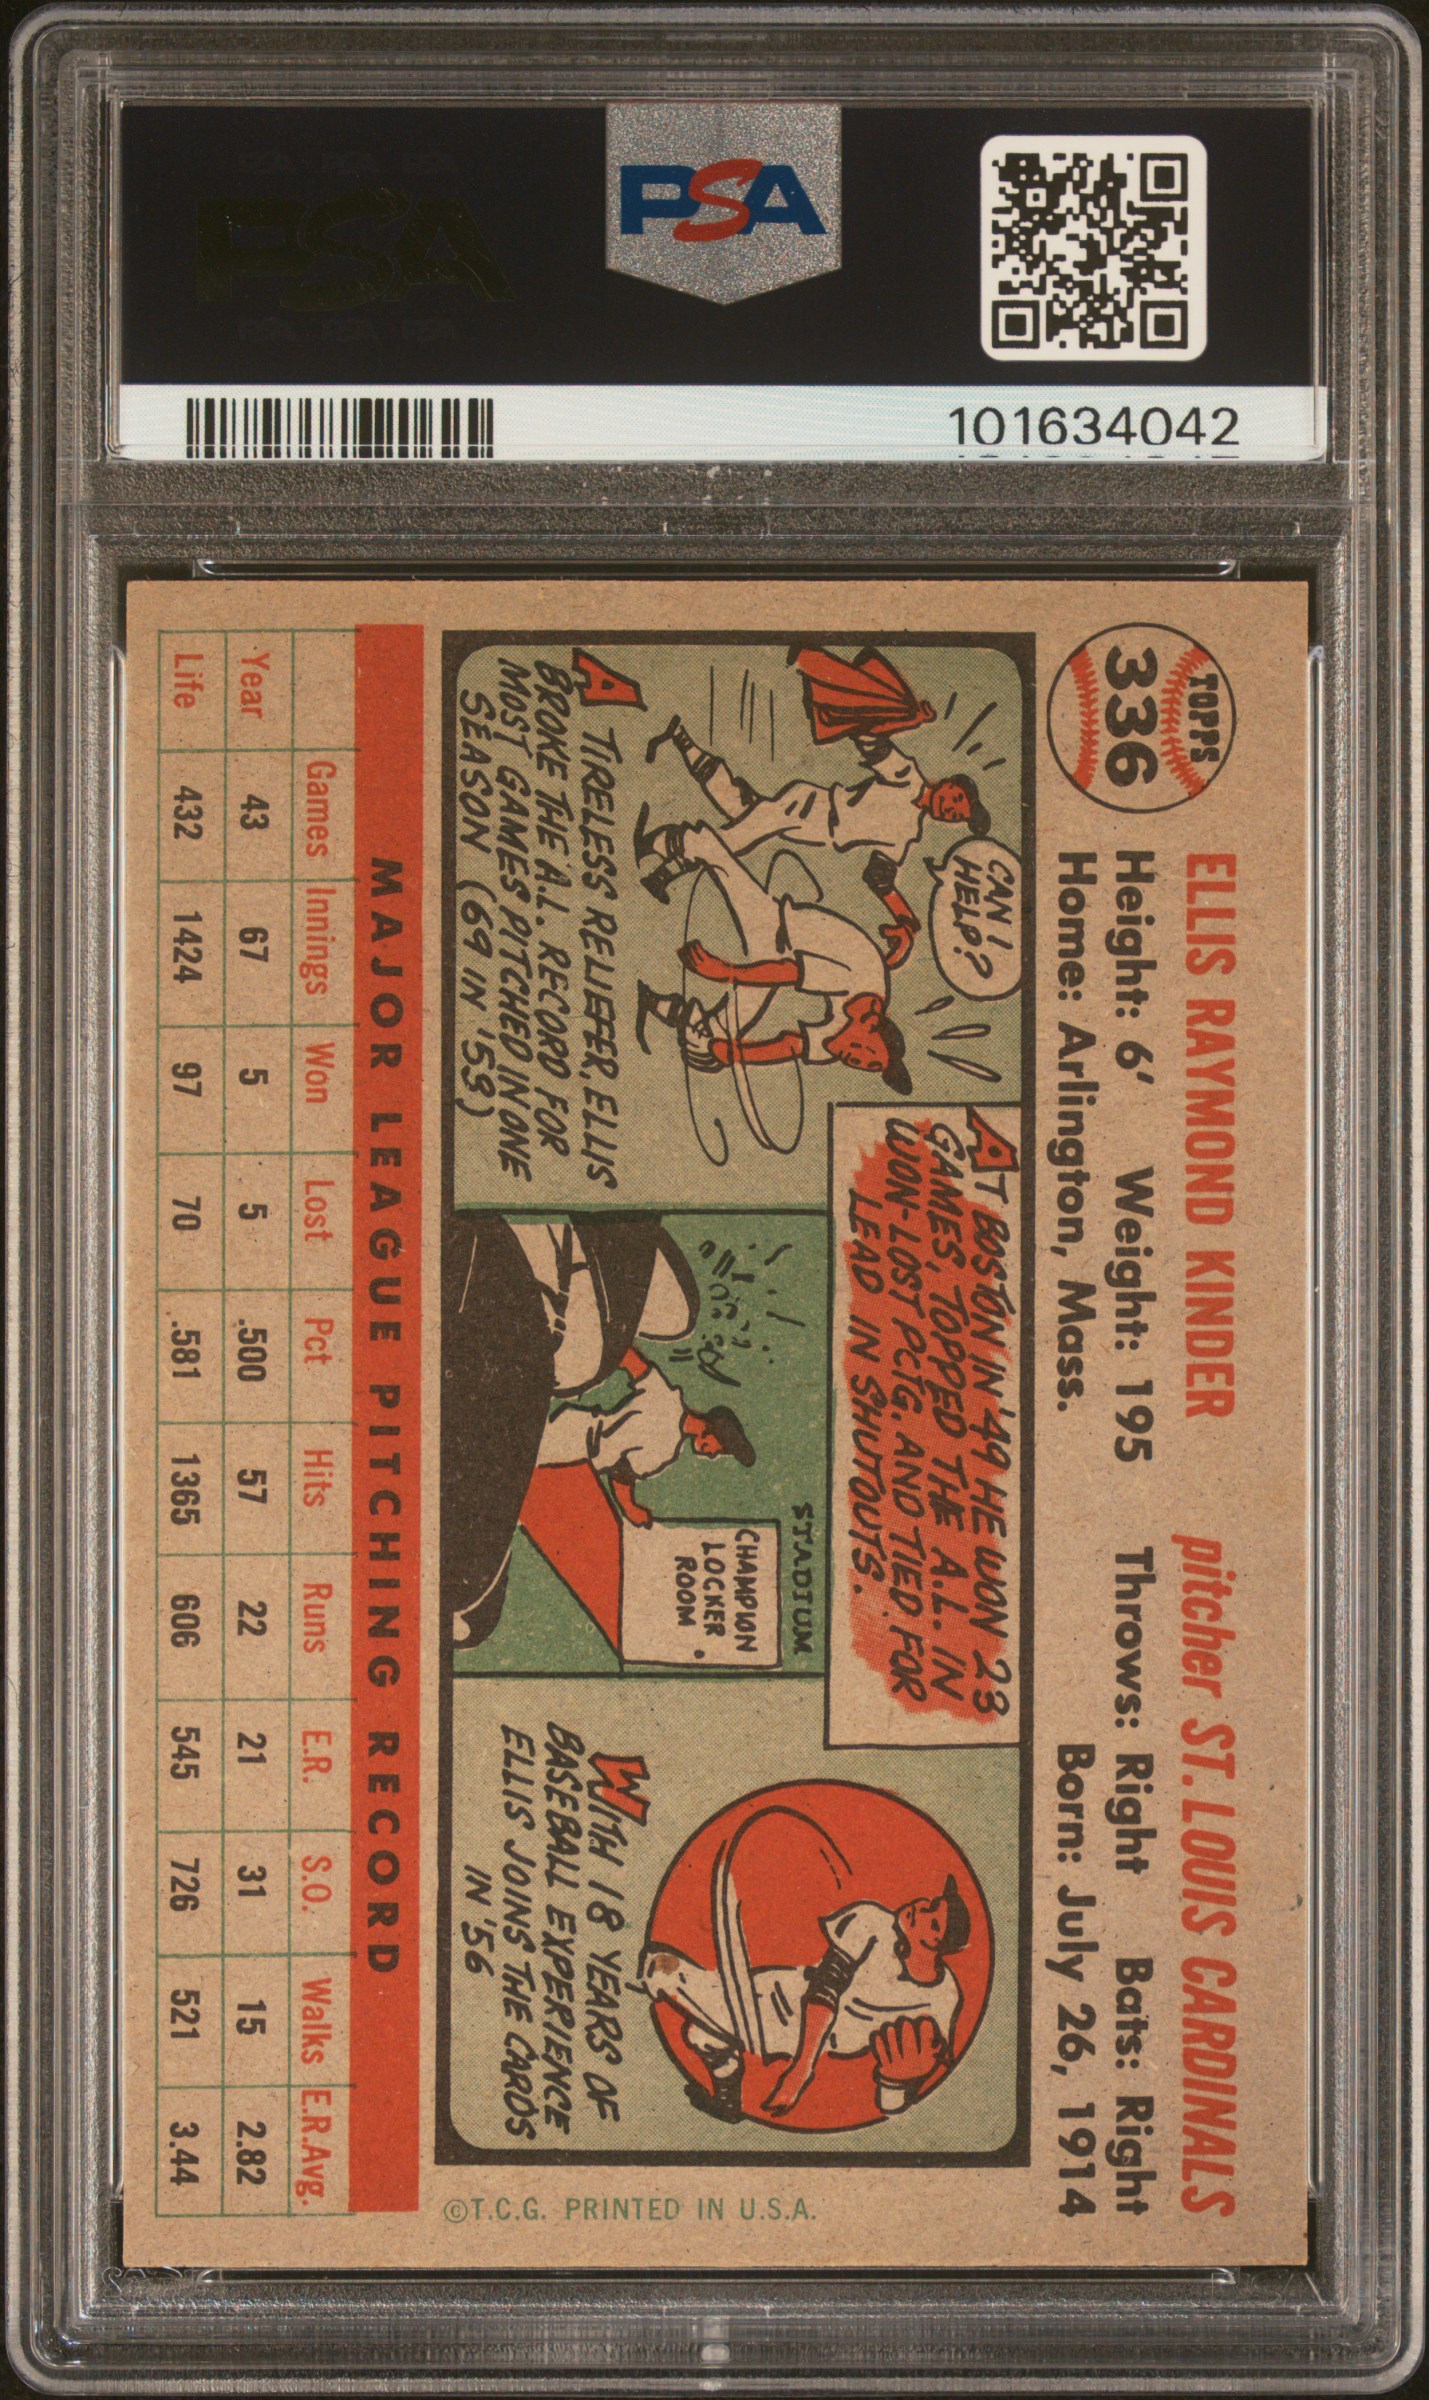 PSA
PSA
101634042
TOPPS
336
ELLIS RAYMOND KINDER pitcher ST. LOUIS CARDINALS
Height: 6' Weight: 195 Throws: Right Bats: Right
Home: Arlington, Mass. Born: July 26, 1914
CAN I
HELP?
A TIRELESS RELIEFER, ELLIS
BROKE THE A.L. RECORD FOR
MOST GAMES PITCHED IN ONE
SEASON (69 IN '53)
AT BOSTON IN '49 HE WON 23
GAMES, TOPPED THE A.L. IN
WON-LOST PCTG. AND TIED FOR
LEAD IN SHUTOUTS.
STADIUM
CHAMPION
LOCKER
ROOM
WITH 18 YEARS OF
BASEBALL EXPERIENCE
ELLIS JOINS THE CARDS
IN '56
MAJOR LEAGUE PITCHING RECORD
Games Innings Won Lost Pct Hits Runs E.R. S.O. Walks E.R.Avg.
Year 43 67 5 5 .500 57 22 21 31 15 2.82
Life 432 1424 97 70 .581 1365 606 545 726 521 3.44
©T.C.G. PRINTED IN U.S.A.